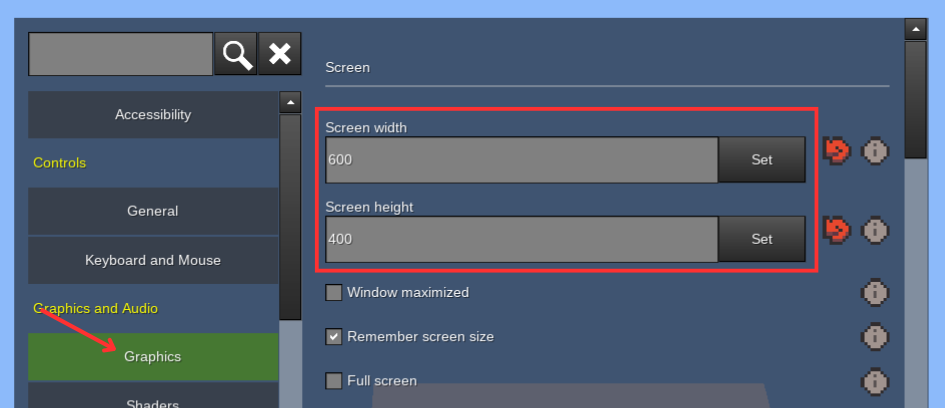 Accessibility
Controls
General
Keyboard and Mouse
Graphics and Audio
Graphics
Shaders
Screen
Screen width
600
Set
Screen height
400
Set
Window maximized
Remember screen size
Full screen